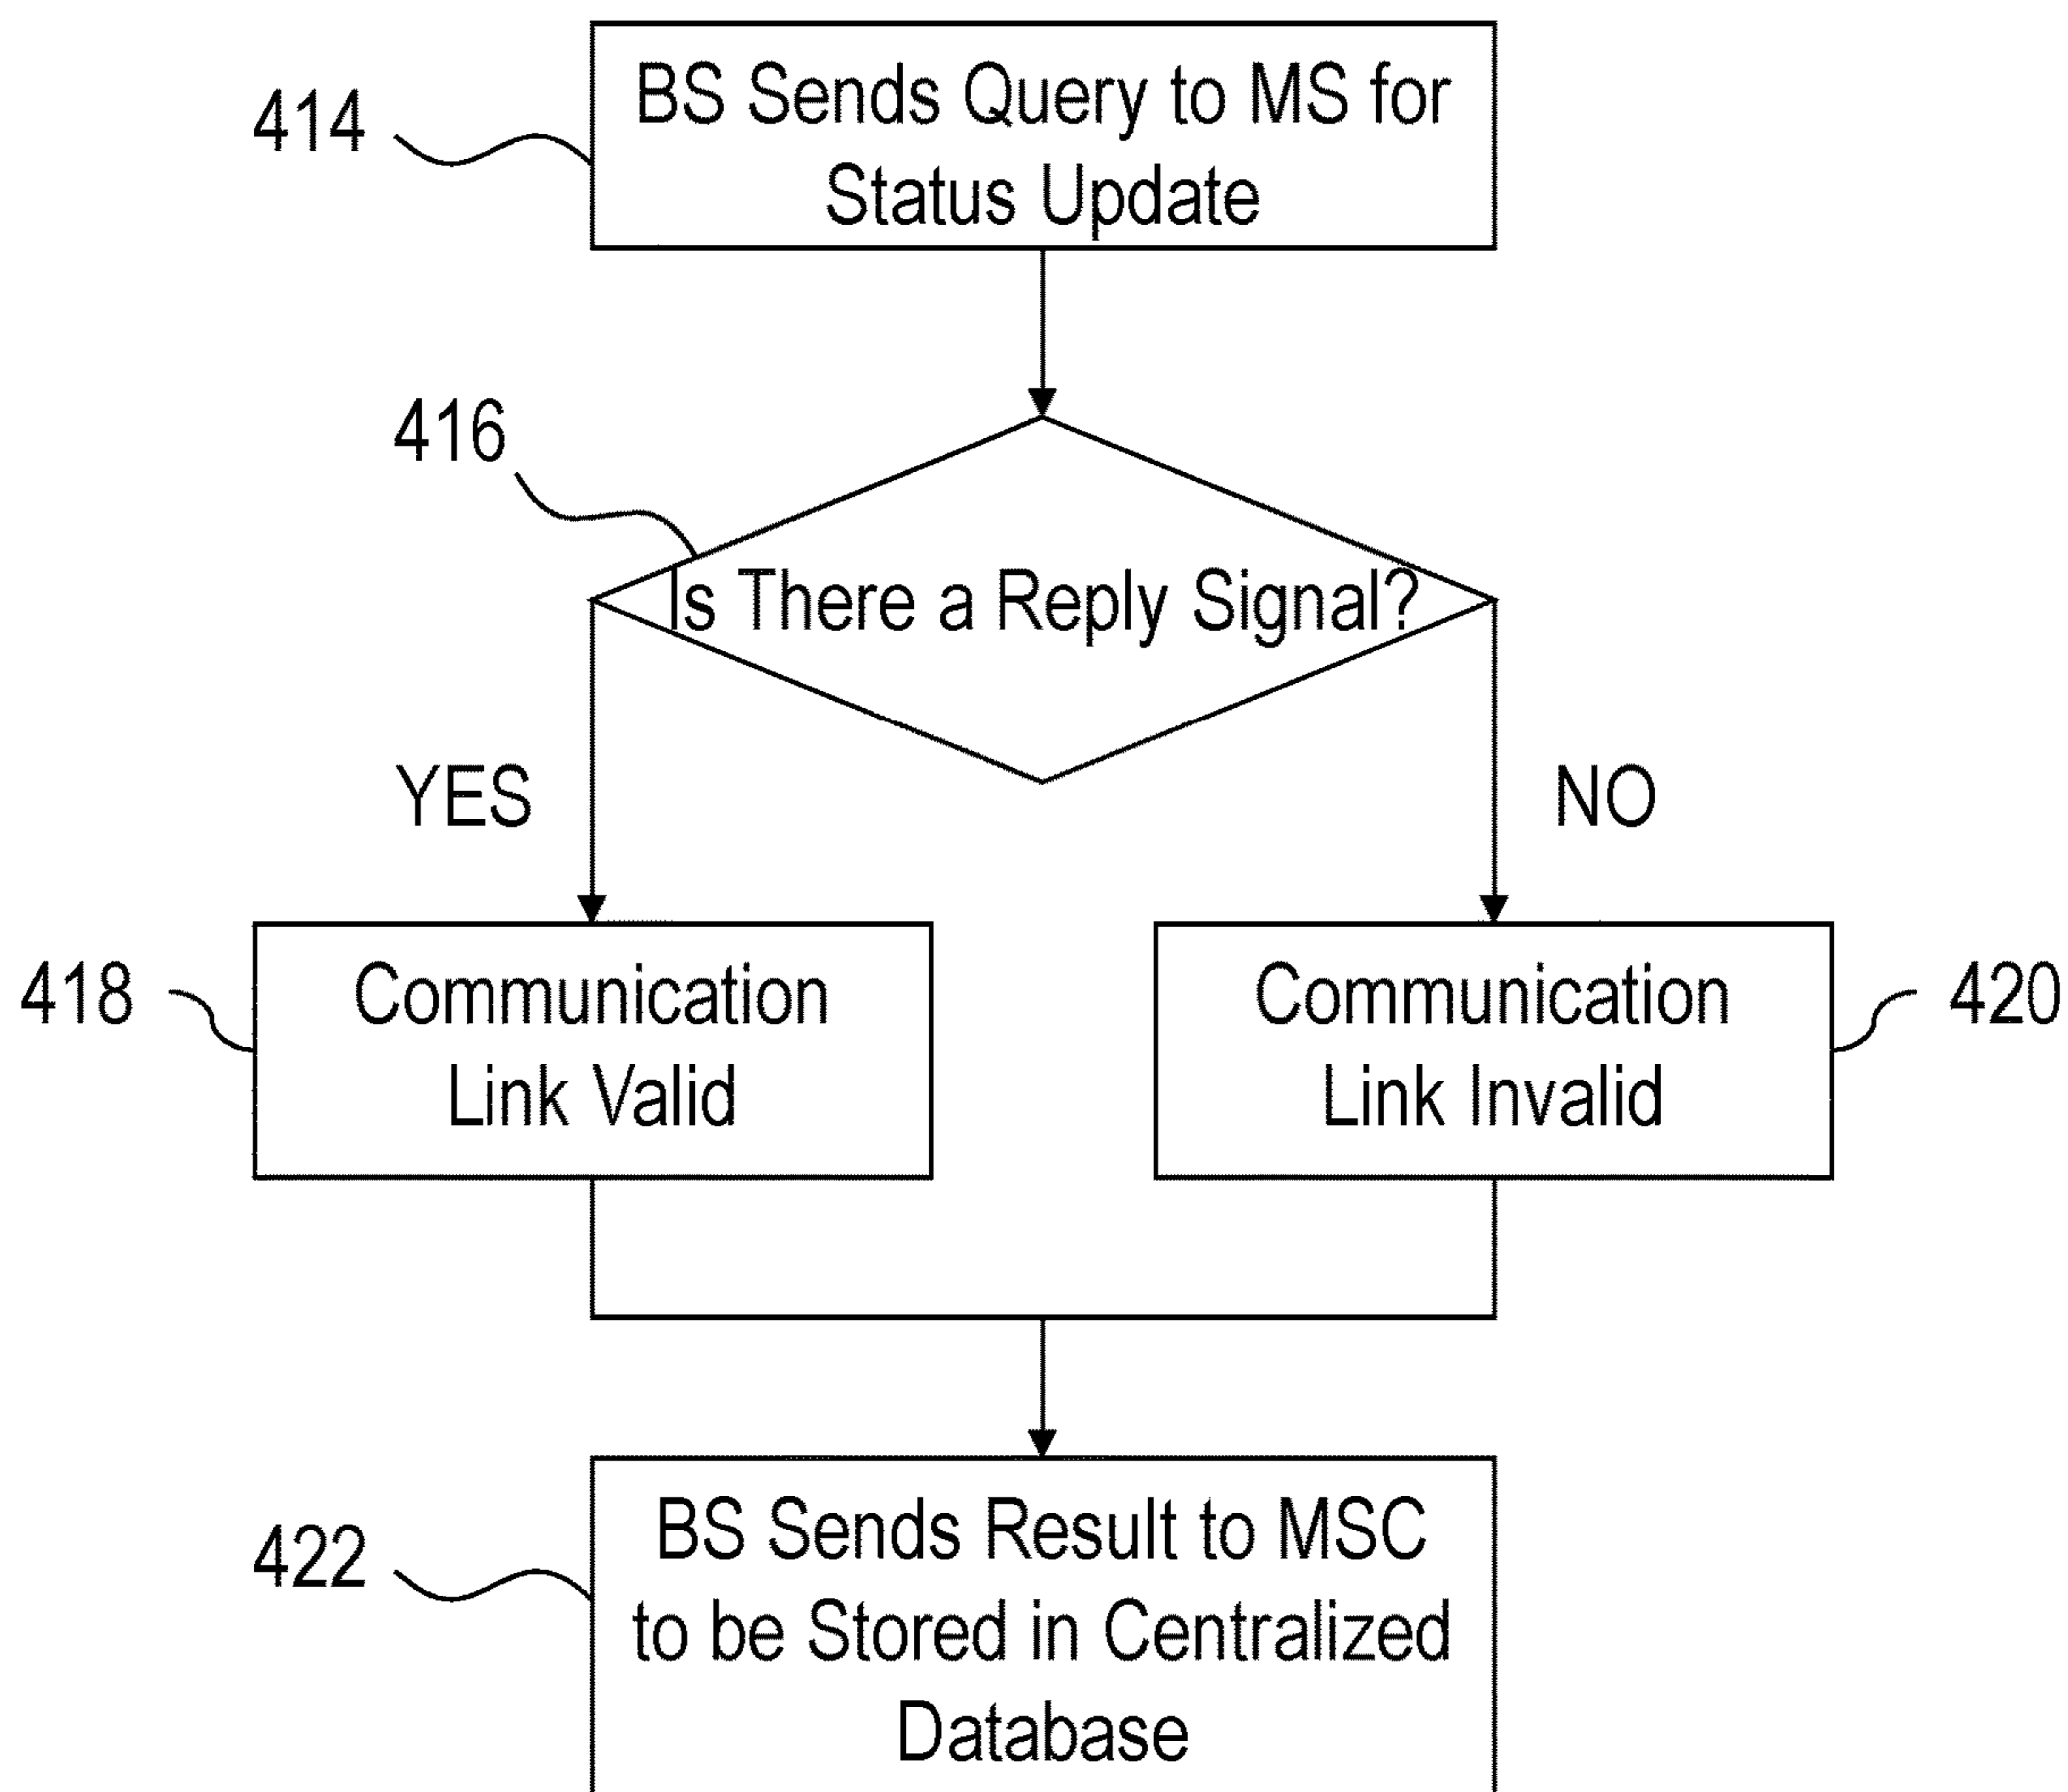 414
BS Sends Query to MS for
Status Update
416
Is There a Reply Signal?
YES
NO
418
Communication
Link Valid
Communication
Link Invalid
420
422
BS Sends Result to MSC
to be Stored in Centralized
Database